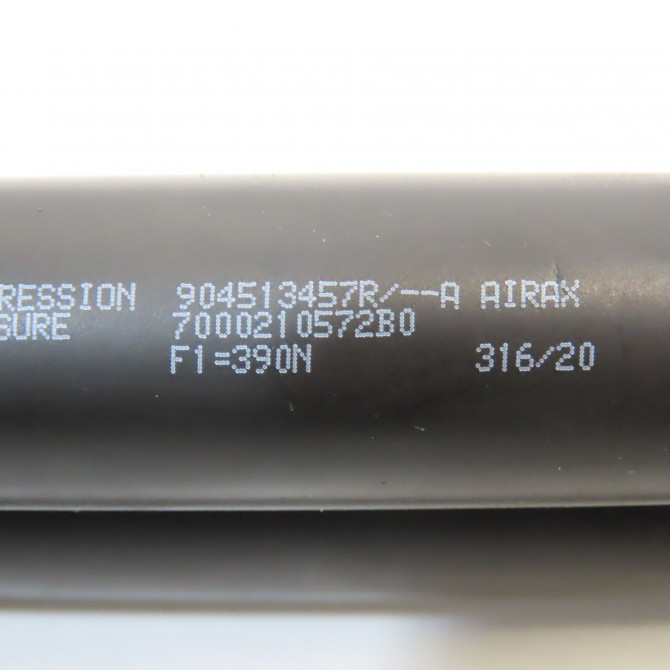 RESSION 904513457R/--A AIRAX
SURE 7000210572B0
F1=390N 316/20